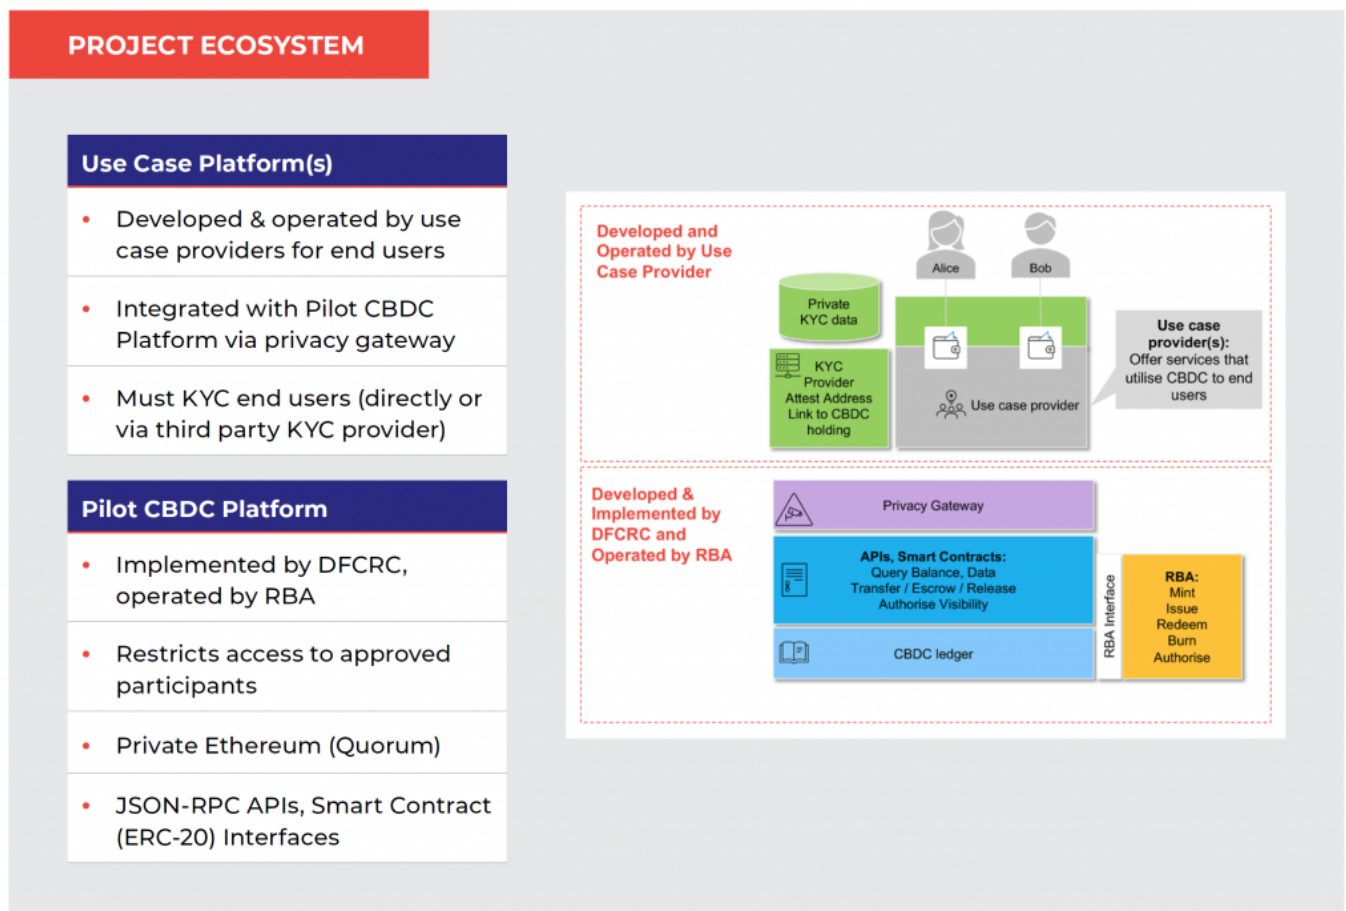 PROJECT ECOSYSTEM
Use Case Platform(s)
• Developed & operated by use
case providers for end users
• Integrated with Pilot CBDC
Platform via privacy gateway
• Must KYC end users (directly or
via third party KYC provider)
Pilot CBDC Platform
• Implemented by DFCRC,
operated by RBA
• Restricts access to approved
participants
• Private Ethereum (Quorum)
• JSON-RPC APIs, Smart Contract
(ERC-20) Interfaces
Developed and
Operated by Use
Case Provider
Alice
Bob
Private
KYC data
KYC
Provider
Attest Address
Link to CBDC
holding
Use case provider
Use case
provider(s):
Offer services that
utilise CBDC to end
users
Developed &
Implemented by
DFCRC and
Operated by RBA
Privacy Gateway
APIs, Smart Contracts:
Query Balance, Data
Transfer / Escrow / Release
Authorise Visibility
CBDC ledger
RBA Interface
RBA:
Mint
Issue
Redeem
Burn
Authorise